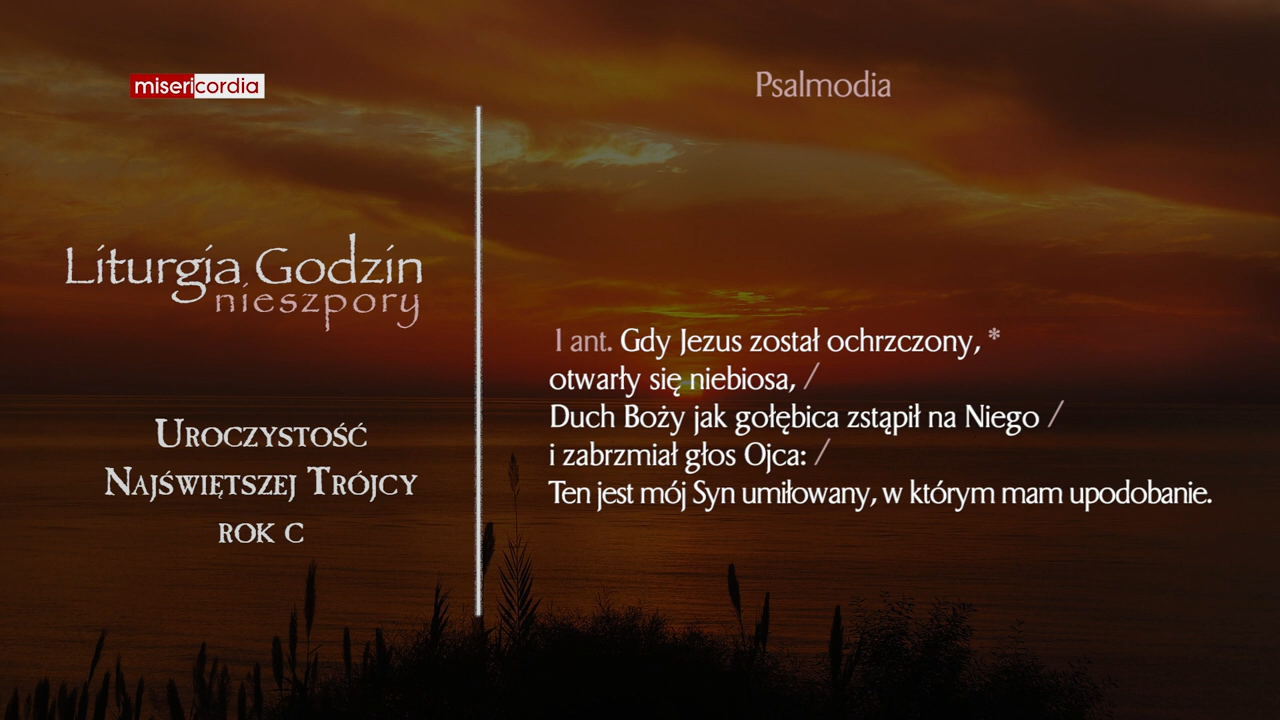 misericordia
Psalmodia
Liturgia Godzin
nieszpory
Uroczystość
Najświętszej Trójcy
rok C
1 ant. Gdy Jezus został ochrzczony, *
otwarły się niebiosa, /
Duch Boży jak gołębica zstąpił na Niego /
i zabrzmiał głos Ojca: /
Ten jest mój Syn umiłowany, w którym mam upodobanie.